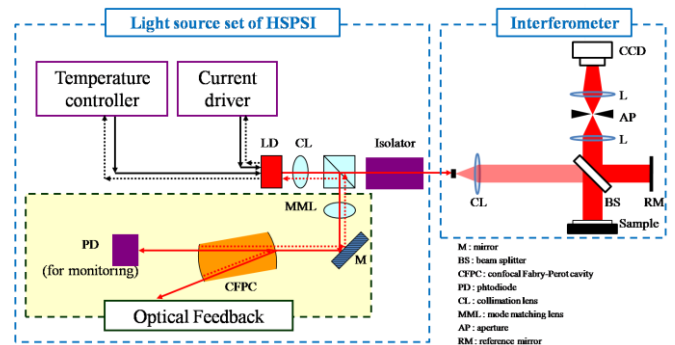 Light source set of HSPSI
Interferometer
Temperature
controller
Current
driver
LD
CL
Isolator
MML
PD
(for monitoring)
M
CFPC
Optical Feedback
CCD
L
AP
L
CL
BS
RM
Sample
M : mirror
BS : beam splitter
CFPC : confocal Fabry-Perot cavity
PD : phtodiode
CL : collimation lens
MML : mode matching lens
AP : aperture
RM : reference mirror